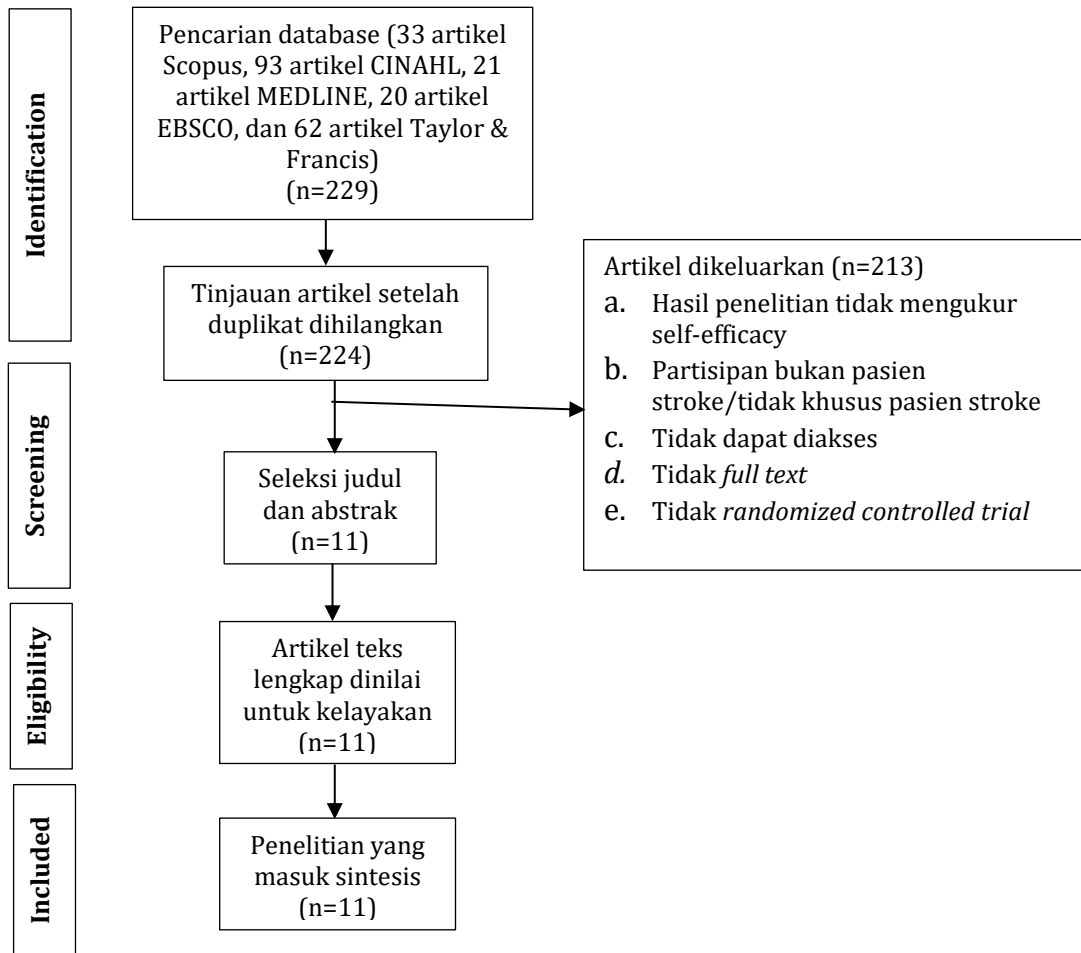 Identification
Pencarian database (33 artikel
Scopus, 93 artikel CINAHL, 21
artikel MEDLINE, 20 artikel
EBSCO, dan 62 artikel Taylor &
Francis)
(n=229)
Tinjauan artikel setelah
duplikat dihilangkan
(n=224)
Artikel dikeluarkan (n=213)
a. Hasil penelitian tidak mengukur
self-efficacy
b. Partisipan bukan pasien
stroke/tidak khusus pasien stroke
c. Tidak dapat diakses
d. Tidak full text
e. Tidak randomized controlled trial
Screening
Seleksi judul
dan abstrak
(n=11)
Eligibility
Artikel teks
lengkap dinilai
untuk kelayakan
(n=11)
Included
Penelitian yang
masuk sintesis
(n=11)